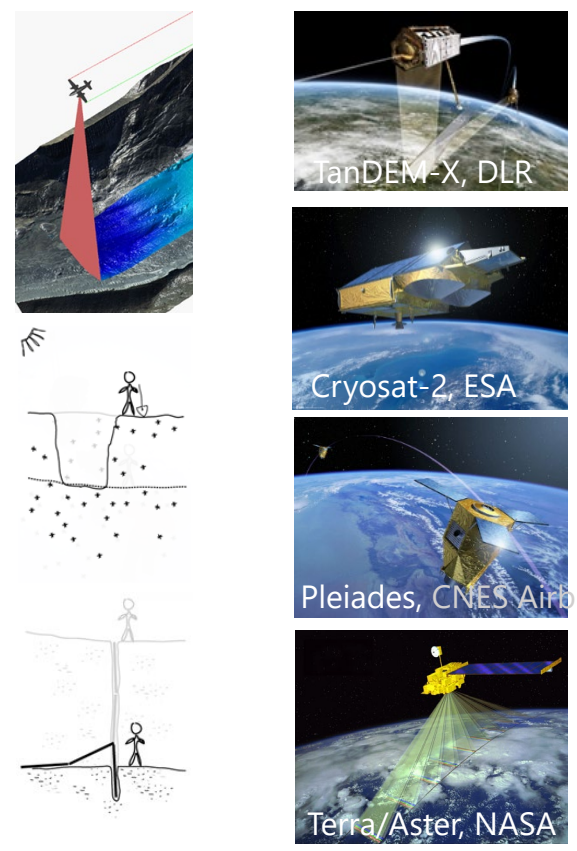 TanDEM-X, DLR
Cryosat-2, ESA
Pleiades, CNES Airb
Terra/Aster, NASA